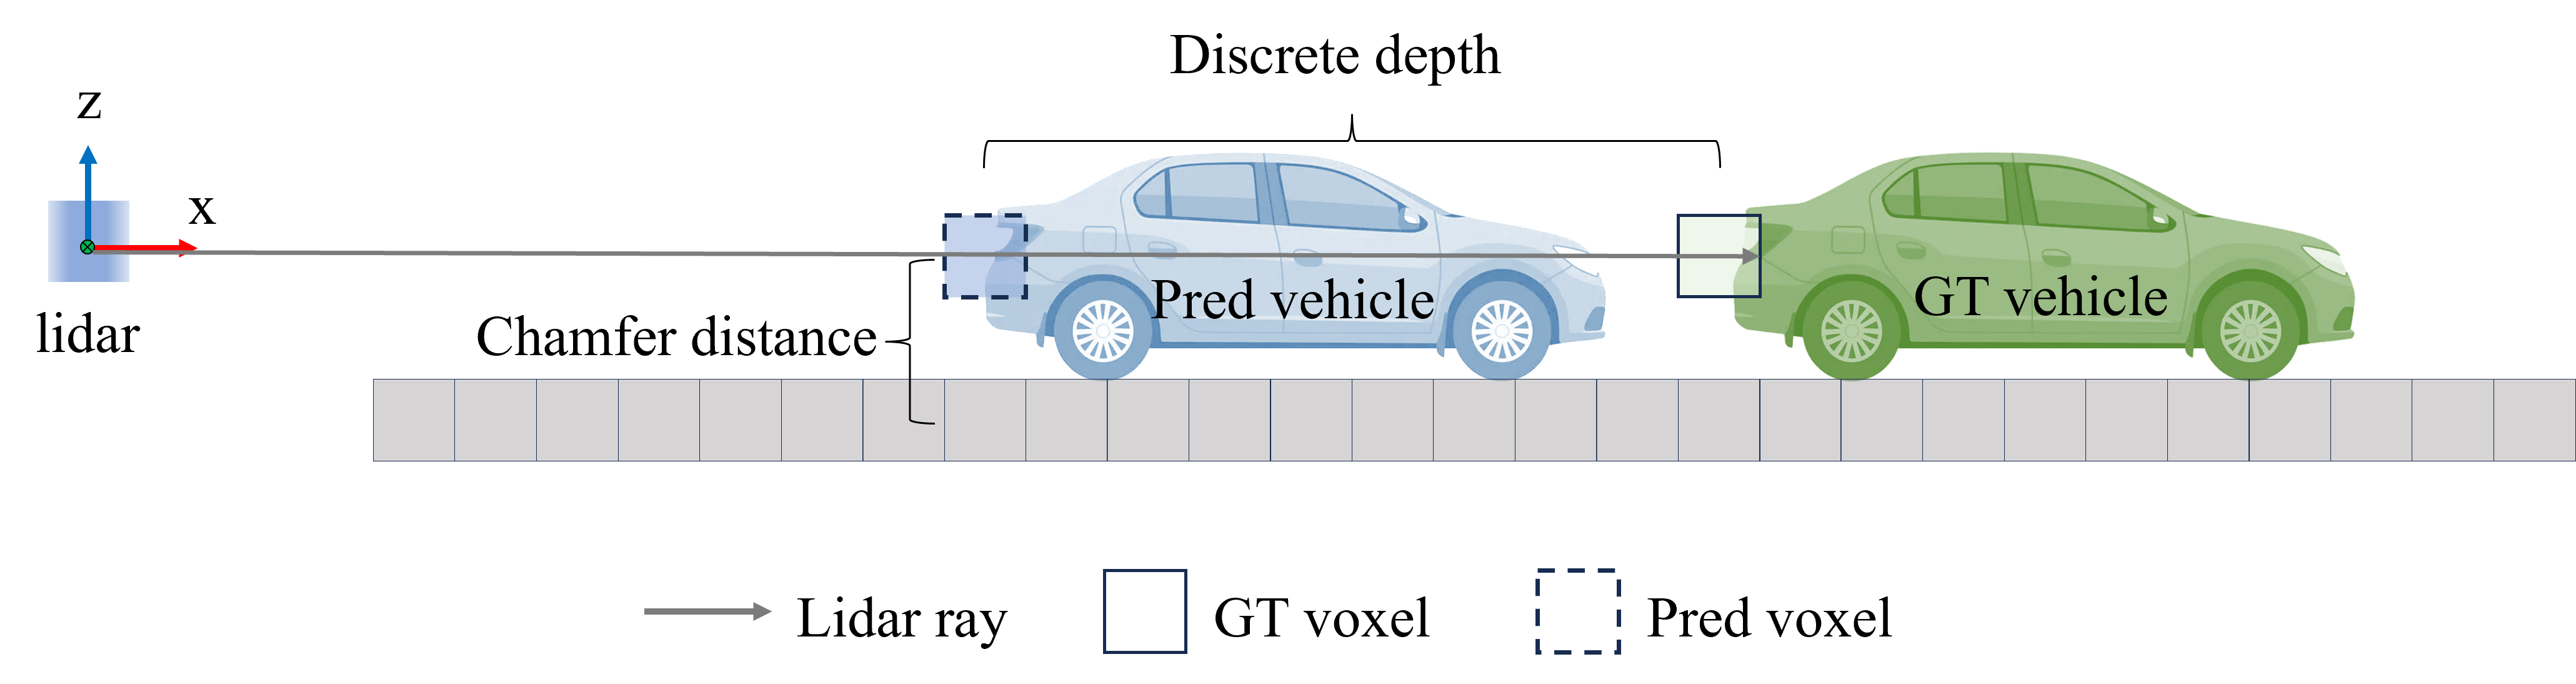 Discrete depth
z
x
lidar
Pred vehicle
GT vehicle
Chamfer distance
Lidar ray
GT voxel
Pred voxel